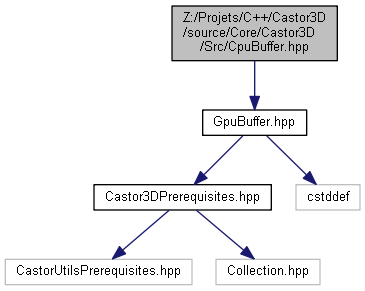 Z:/Projets/C++/Castor3D
/source/Core/Castor3D
/Src/CpuBuffer.hpp
GpuBuffer.hpp
Castor3DPrerequisites.hpp
cstddef
CastorUtilsPrerequisites.hpp
Collection.hpp